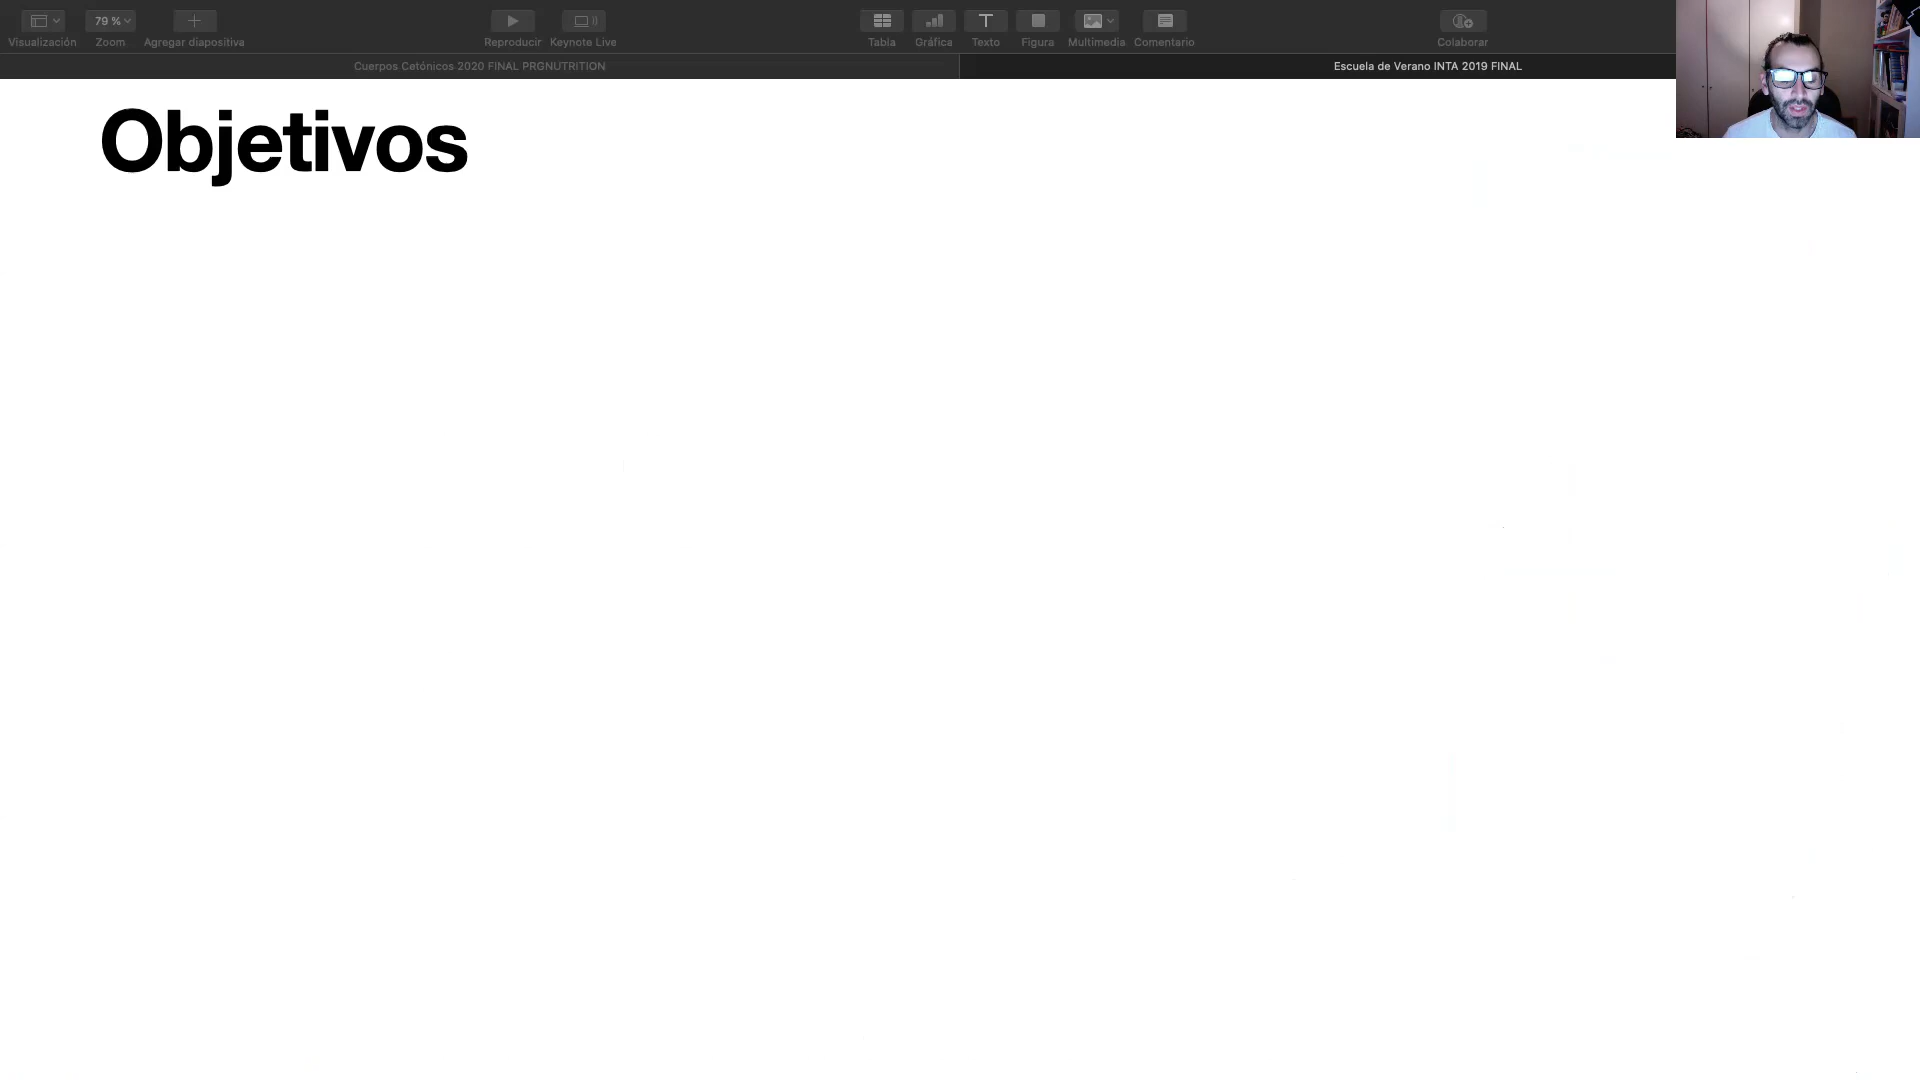 79 %
Visualización Zoom Agregar diapositiva Reproducir Keynote Live Tabla Gráfica Texto Figura Multimedia Comentario Colaborar
Cuerpos Cetónicos 2020 FINAL PRGNUTRITION Escuela de Verano INTA 2019 FINAL
Objetivos